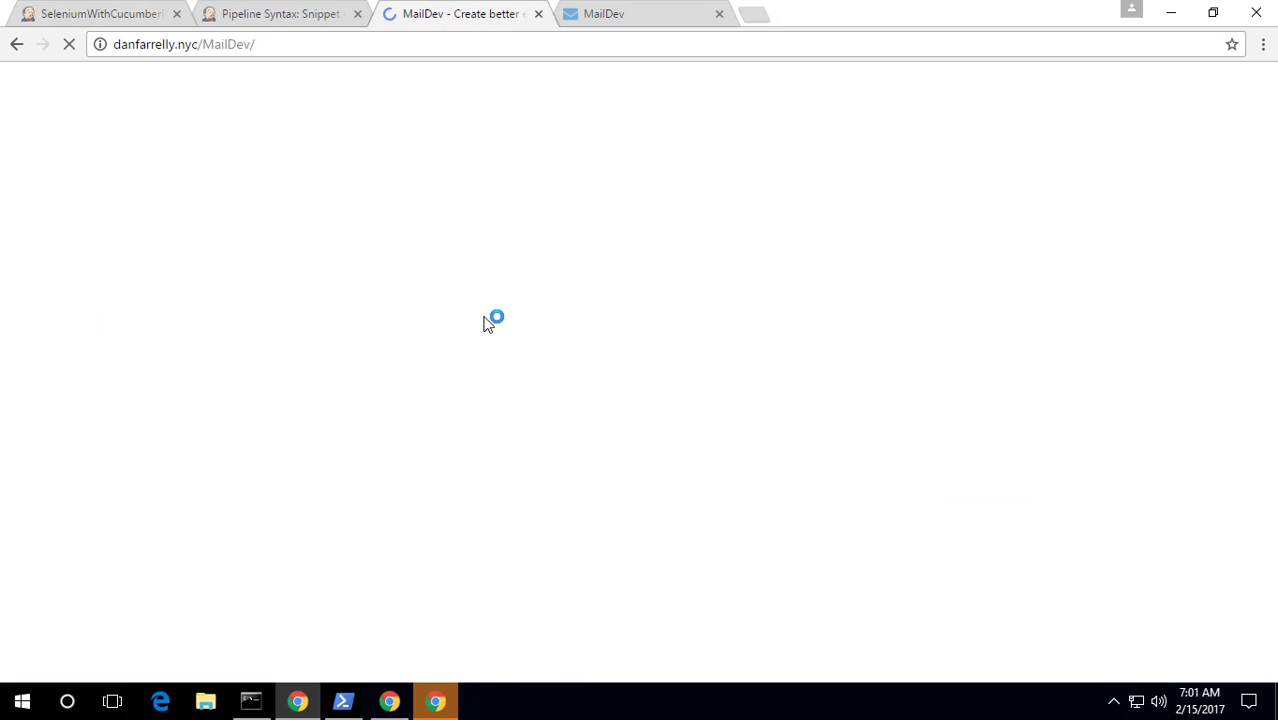 SeleniumWithCucumber
Pipeline Syntax: Snippet
MailDev - Create better e
MailDev
danfarrelly.nyc/MailDev/
7:01 AM
2/15/2017